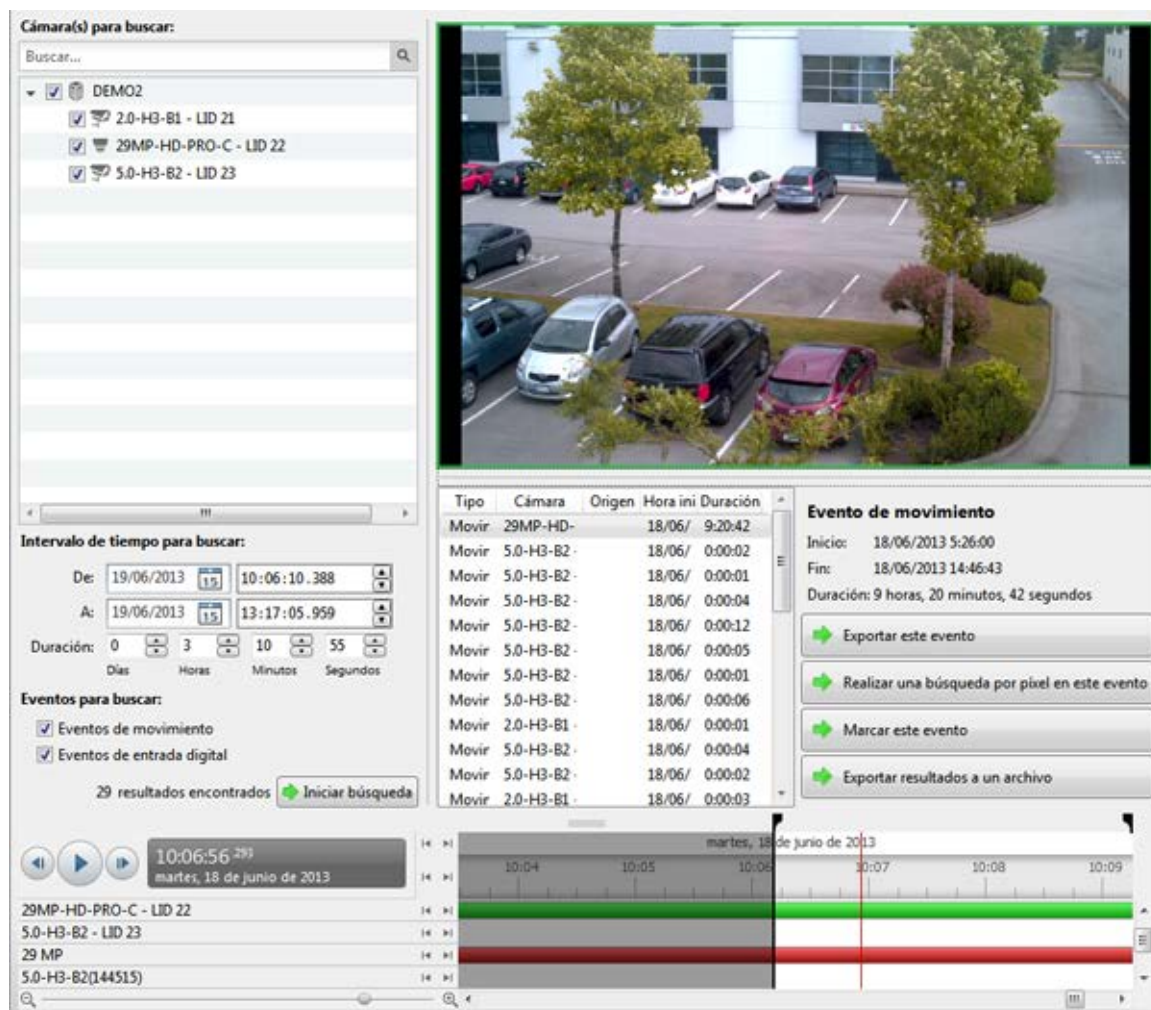 Cámara(s) para buscar:
Buscar...
DEMO2
2.0-H3-B1 - LID 21
29MP-HD-PRO-C - LID 22
5.0-H3-B2 - LID 23
Intervalo de tiempo para buscar:
De: 19/06/2013 15 10:06:10.388
A: 19/06/2013 15 13:17:05.959
Duración: 0 3 10 55
Días Horas Minutos Segundos
Eventos para buscar:
Eventos de movimiento
Eventos de entrada digital
29 resultados encontrados Iniciar búsqueda
Tipo Cámara Origen Hora ini Duración
Movir 29MP-HD- 18/06/ 9:20:42
Movir 5.0-H3-B2 - 18/06/ 0:00:02
Movir 5.0-H3-B2 - 18/06/ 0:00:01
Movir 5.0-H3-B2 - 18/06/ 0:00:04
Movir 5.0-H3-B2 - 18/06/ 0:00:12
Movir 5.0-H3-B2 - 18/06/ 0:00:05
Movir 5.0-H3-B2 - 18/06/ 0:00:01
Movir 5.0-H3-B2 - 18/06/ 0:00:06
Movir 2.0-H3-B1 - 18/06/ 0:00:01
Movir 5.0-H3-B2 - 18/06/ 0:00:04
Movir 5.0-H3-B2 - 18/06/ 0:00:02
Movir 2.0-H3-B1 - 18/06/ 0:00:03
Evento de movimiento
Inicio: 18/06/2013 5:26:00
Fin: 18/06/2013 14:46:43
Duración: 9 horas, 20 minutos, 42 segundos
Exportar este evento
Realizar una búsqueda por pixel en este evento
Marcar este evento
Exportar resultados a un archivo
10:06:56.293
martes, 18 de junio de 2013
martes, 18 de junio de 2013
10:04 10:05 10:06 10:07 10:08 10:09
29MP-HD-PRO-C - LID 22
5.0-H3-B2 - LID 23
29 MP
5.0-H3-B2(144515)